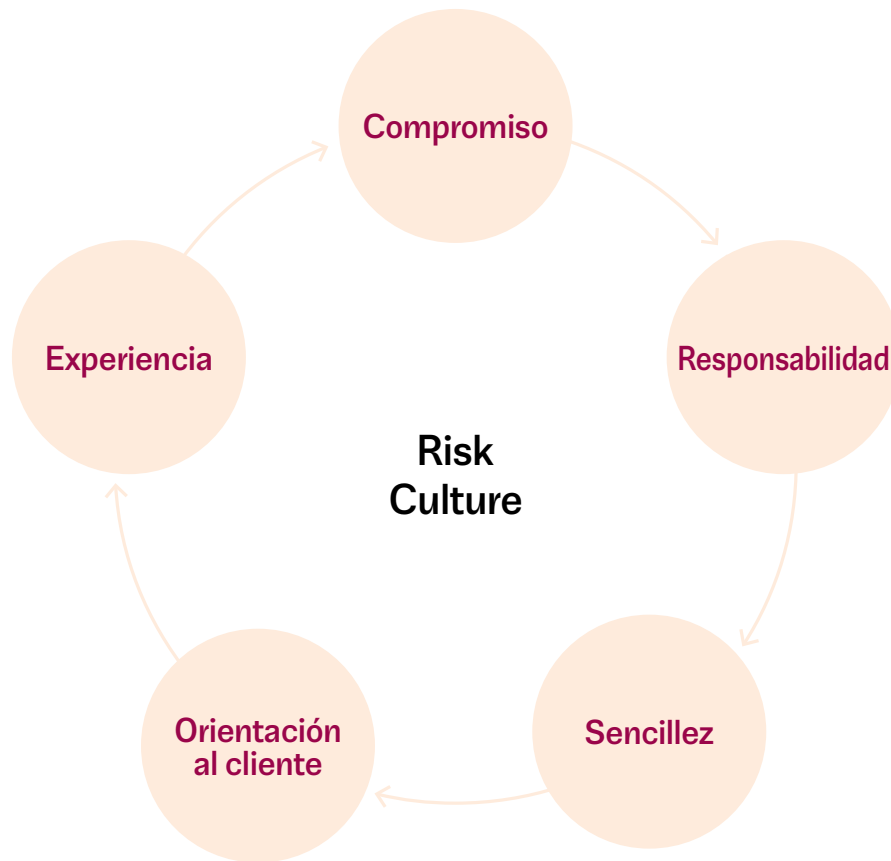 Compromiso
Experiencia
Responsabilidad
Risk
Culture
Orientación
al cliente
Sencillez